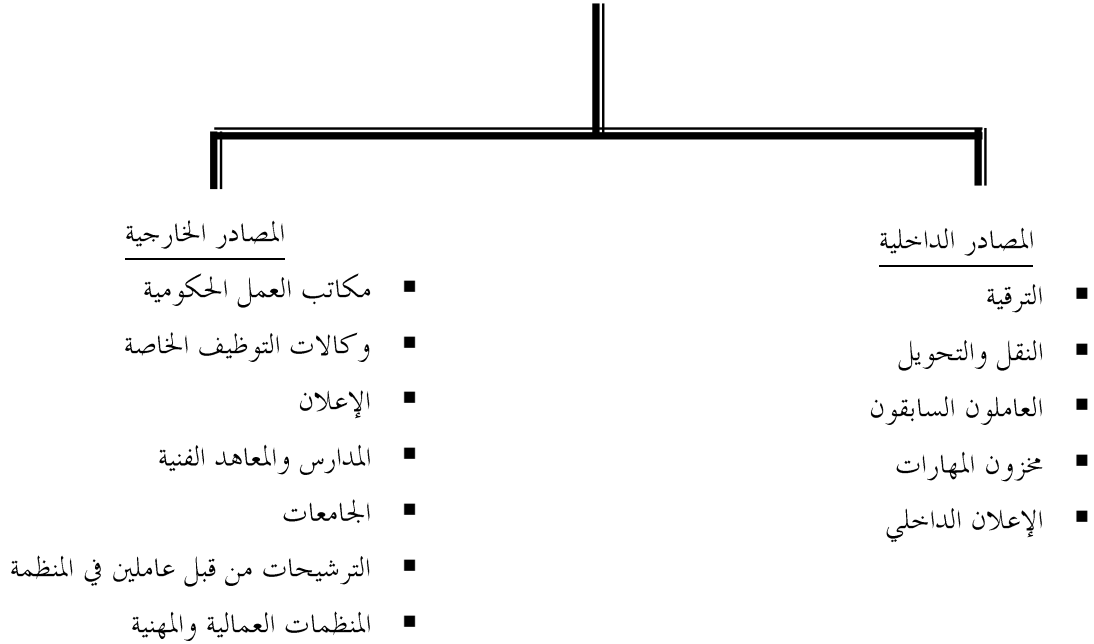 المصادر الداخلية
▪ الترقية
▪ النقل والتحويل
▪ العاملون السابقون
▪ مخزون المهارات
▪ الإعلان الداخلي
المصادر الخارجية
▪ مكاتب العمل الحكومية
▪ وكالات التوظيف الخاصة
▪ الإعلان
▪ المدارس والمعاهد الفنية
▪ الجامعات
▪ الترشيحات من قبل عاملين في المنظمة
▪ المنظمات العمالية والمهنية